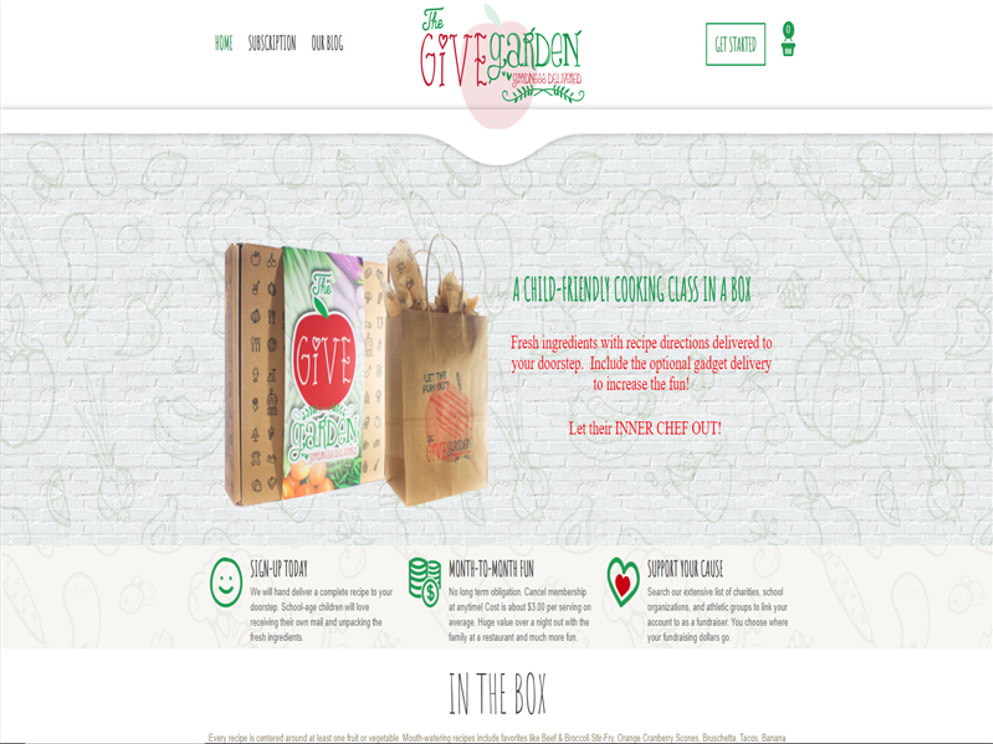 HOME SUBSCRIPTION OUR BLOG
The
GIVE garden
GOODNESS DELIVERED
GET STARTED
0
The
GIVE
garden
GOODNESS DELIVERED
LET THE
FUN OUT!
The
GIVE garden
A CHILD-FRIENDLY COOKING CLASS IN A BOX
Fresh ingredients with recipe directions delivered to
your doorstep. Include the optional gadget delivery
to increase the fun!
Let their INNER CHEF OUT!
SIGN-UP TODAY
We will hand deliver a complete recipe to your
doorstep. School-age children will love
receiving their own mail and unpacking the
fresh ingredients.
MONTH-TO-MONTH FUN
No long term obligation. Cancel membership
at anytime! Cost is about $3.00 per serving on
average. Huge value over a night out with the
family at a restaurant and much more fun.
SUPPORT YOUR CAUSE
Search our extensive list of charities, school
organizations, and athletic groups to link your
account to as a fundraiser. You choose where
your fundraising dollars go.
IN THE BOX
Every recipe is centered around at least one fruit or vegetable. Mouth-watering recipes include favorites like Beef & Broccoli Stir-Fry, Orange Cranberry Scones, Bruschetta, Tacos, Banana